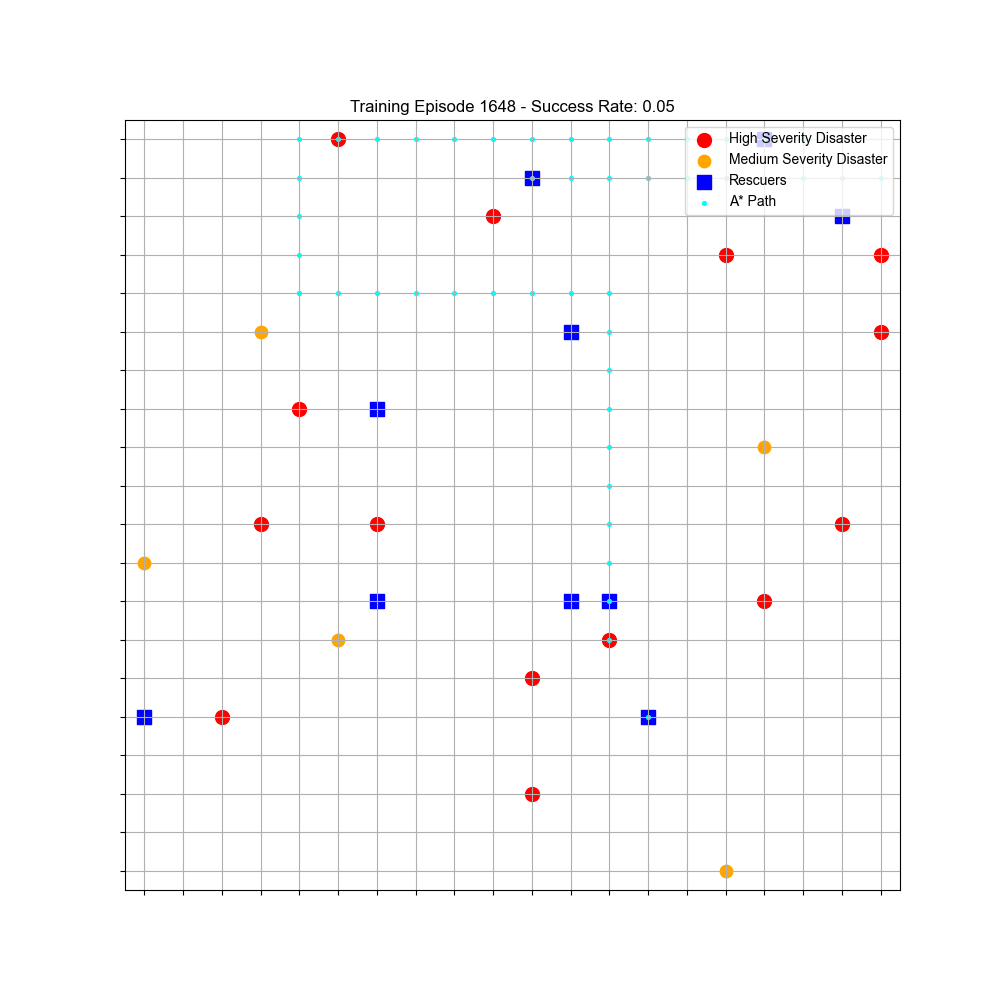 Training Episode 1648 - Success Rate: 0.05
High Severity Disaster
Medium Severity Disaster
Rescuers
A* Path